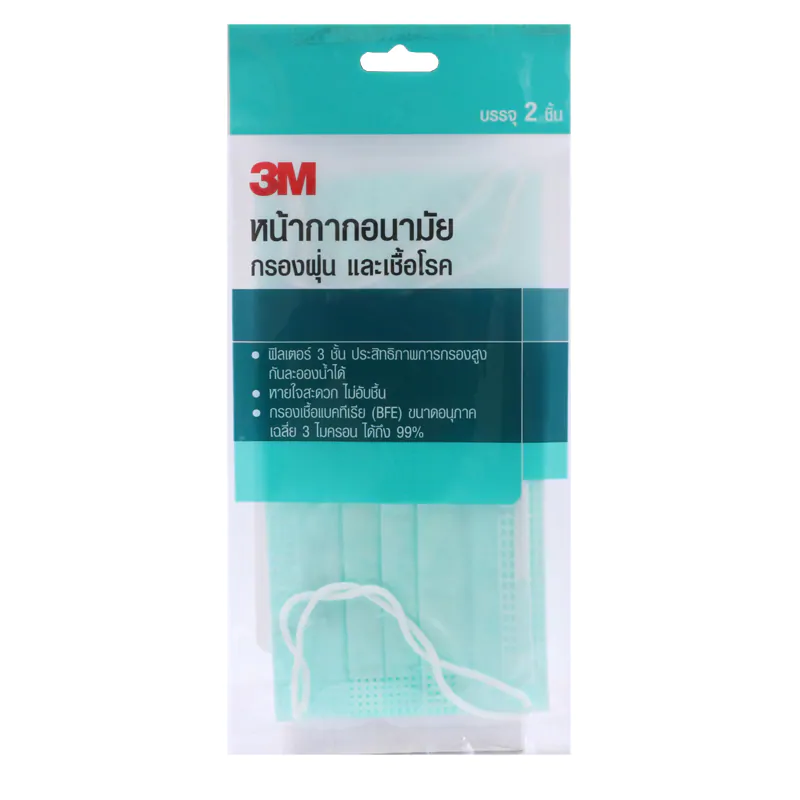 บรรจุ 2 ชิ้น
3M
หน้ากากอนามัย
กรองฝุ่น และเชื้อโรค
• ฟิลเตอร์ 3 ชั้น ประสิทธิภาพการกรองสูง
กันละอองน้ำได้
• หายใจสะดวก ไม่อับชื้น
• กรองเชื้อแบคทีเรีย (BFE) ขนาดอนุภาค
เฉลี่ย 3 ไมครอน ได้ถึง 99%